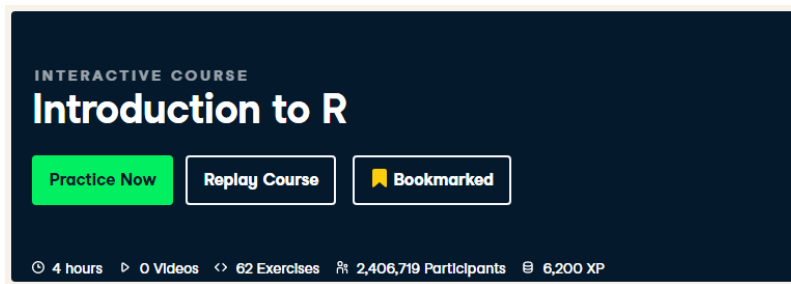 INTERACTIVE COURSE
Introduction to R
Practice Now Replay Course Bookmarked
4 hours 0 Videos 62 Exercises 2,406,719 Participants 6,200 XP